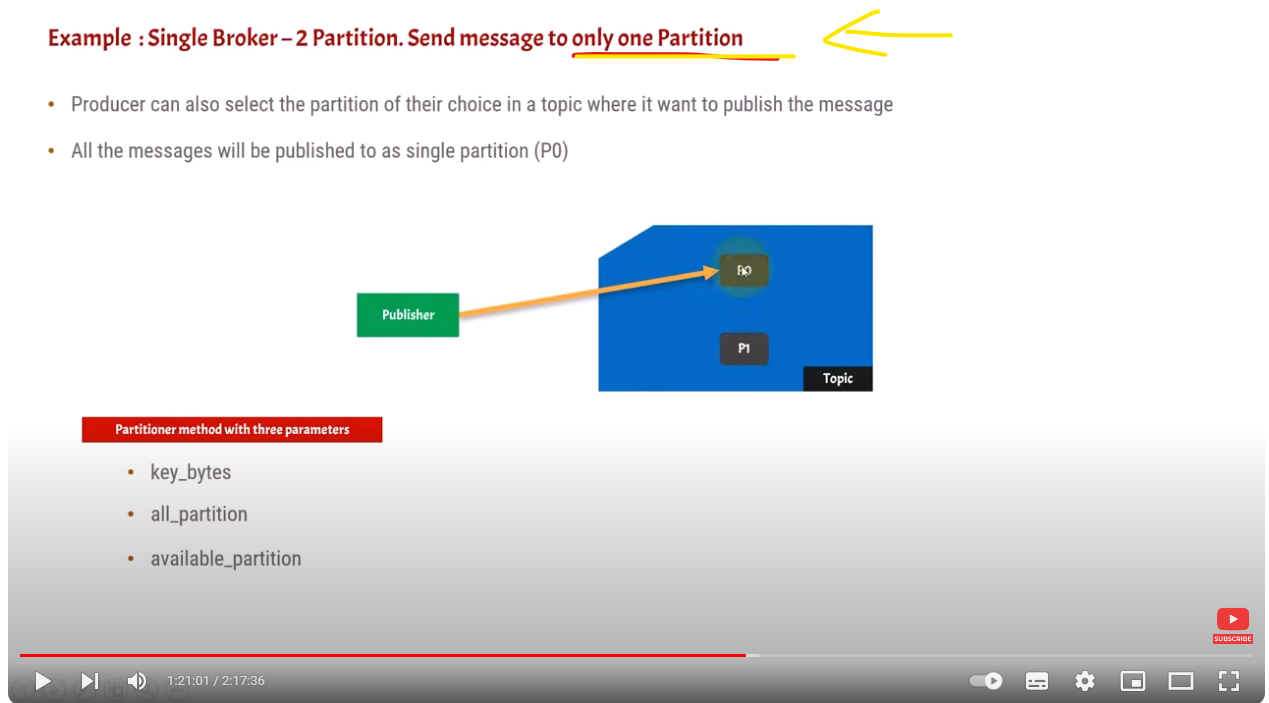 Example : Single Broker – 2 Partition. Send message to only one Partition
• Producer can also select the partition of their choice in a topic where it want to publish the message
• All the messages will be published to as single partition (P0)
P0
Publisher
P1
Topic
Partitioner method with three parameters
• key_bytes
• all_partition
• available_partition
SUBSCRIBE
1:21:01 / 2:17:36